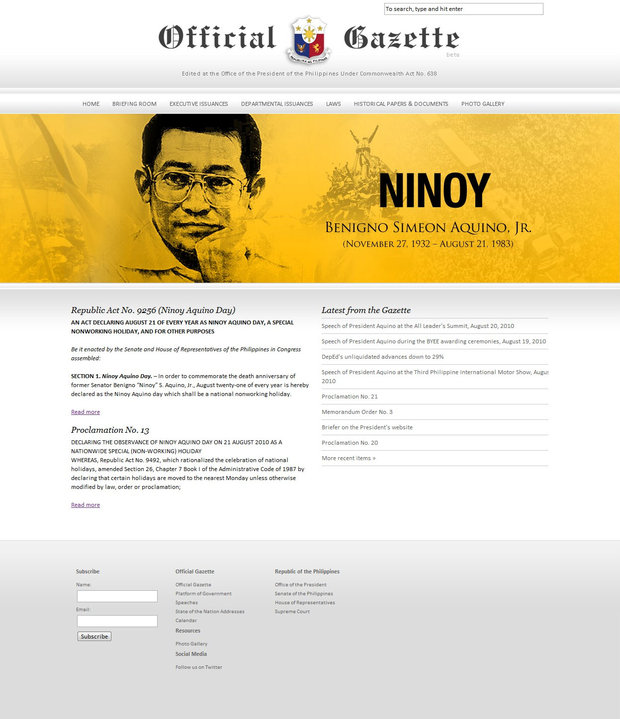 To search, type and hit enter
Official Gazette
beta
Edited at the Office of the President of the Philippines Under Commonwealth Act No. 638
HOME BRIEFING ROOM EXECUTIVE ISSUANCES DEPARTMENTAL ISSUANCES LAWS HISTORICAL PAPERS & DOCUMENTS PHOTO GALLERY
NINOY
BENIGNO SIMEON AQUINO, JR.
(NOVEMBER 27, 1932 – AUGUST 21, 1983)
Republic Act No. 9256 (Ninoy Aquino Day)
AN ACT DECLARING AUGUST 21 OF EVERY YEAR AS NINOY AQUINO DAY, A SPECIAL
NONWORKING HOLIDAY, AND FOR OTHER PURPOSES
Be it enacted by the Senate and House of Representatives of the Philippines in Congress
assembled:
SECTION 1. Ninoy Aquino Day. – In order to commemorate the death anniversary of
former Senator Benigno "Ninoy" S. Aquino, Jr., August twenty-one of every year is hereby
declared as the Ninoy Aquino day which shall be a national nonworking holiday.
Read more
Proclamation No. 13
DECLARING THE OBSERVANCE OF NINOY AQUINO DAY ON 21 AUGUST 2010 AS A
NATIONWIDE SPECIAL (NON-WORKING) HOLIDAY
WHEREAS, Republic Act No. 9492, which rationalized the celebration of national
holidays, amended Section 26, Chapter 7 Book I of the Administrative Code of 1987 by
declaring that certain holidays are moved to the nearest Monday unless otherwise
modified by law, order or proclamation;
Read more
Latest from the Gazette
Speech of President Aquino at the All Leader's Summit, August 20, 2010
Speech of President Aquino during the BYEE awarding ceremonies, August 19, 2010
DepEd's unliquidated advances down to 29%
Speech of President Aquino at the Third Philippine International Motor Show, Augus
2010
Proclamation No. 21
Memorandum Order No. 3
Briefer on the President's website
Proclamation No. 20
More recent items »
Subscribe
Name:
Email:
Subscribe
Official Gazette
Official Gazette
Platform of Government
Speeches
State of the Nation Addresses
Calendar
Resources
Photo Gallery
Social Media
Follow us on Twitter
Republic of the Philippines
Office of the President
Senate of the Philippines
House of Representatives
Supreme Court